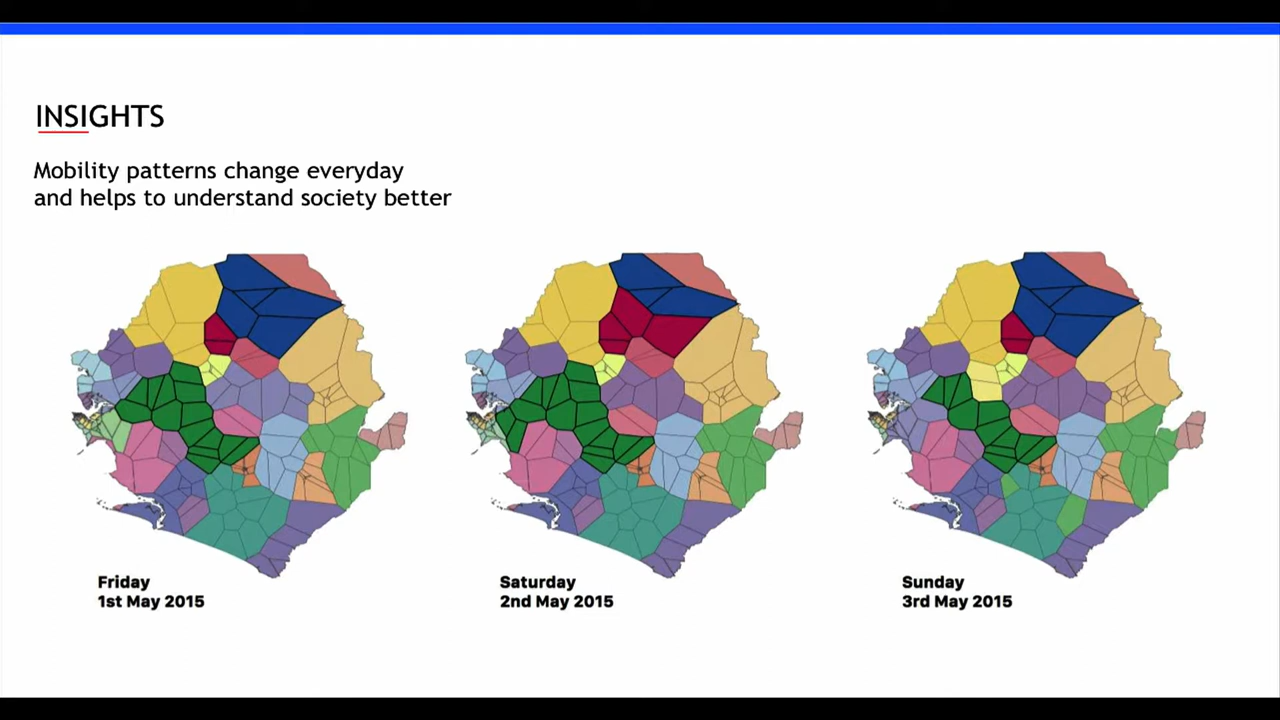 INSIGHTS
Mobility patterns change everyday
and helps to understand society better
Friday
1st May 2015
Saturday
2nd May 2015
Sunday
3rd May 2015